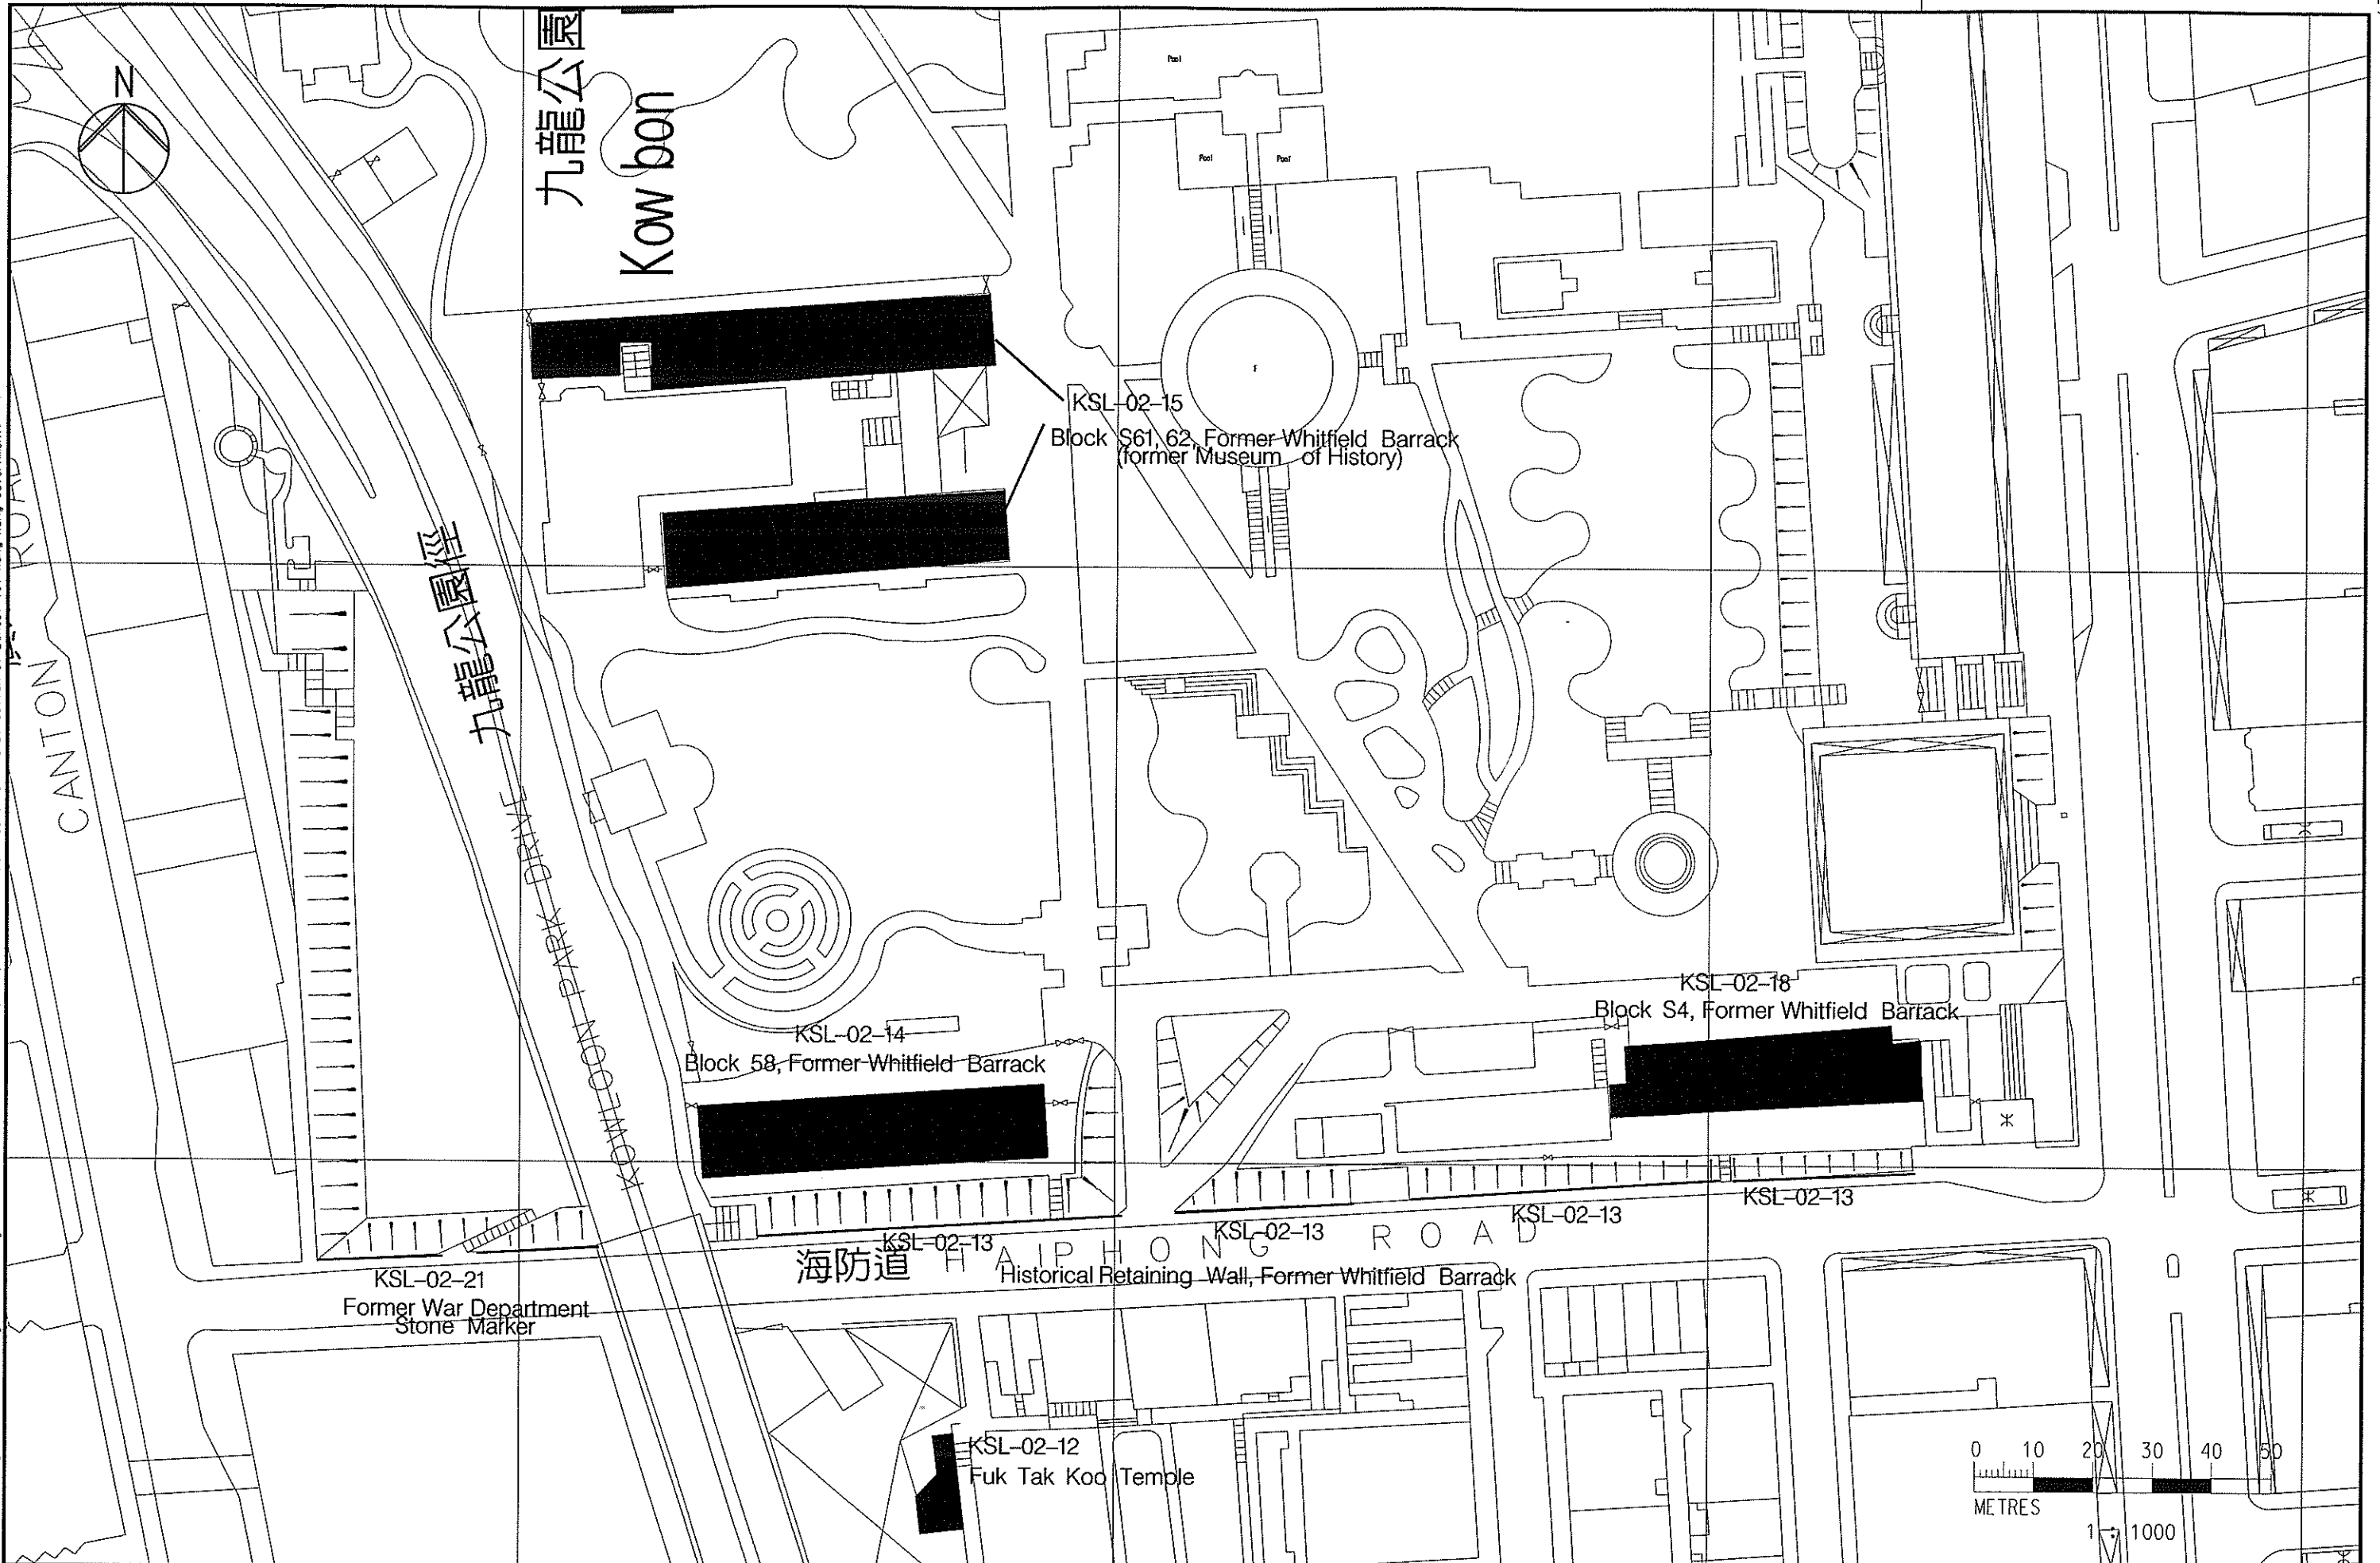 N
九龍公園
Kow bon
Pool
Pool
Pool
F
KSL-02-15
Block S61, 62, Former Whitfield Barrack
(former Museum of History)
ROAD
CANTON
九龍公園徑
KOWLOON PARK DRIVE
KSL-02-18
Block S4, Former Whitfield Barrack
KSL-02-14
Block 58, Former Whitfield Barrack
KSL-02-13
KSL-02-13
KSL-02-13
KSL-02-13
海防道 HAIPHONG ROAD
Historical Retaining Wall, Former Whitfield Barrack
KSL-02-21
Former War Department
Stone Marker
KSL-02-12
Fuk Tak Koo Temple
0 10 20 30 40 50
METRES
1 : 1000